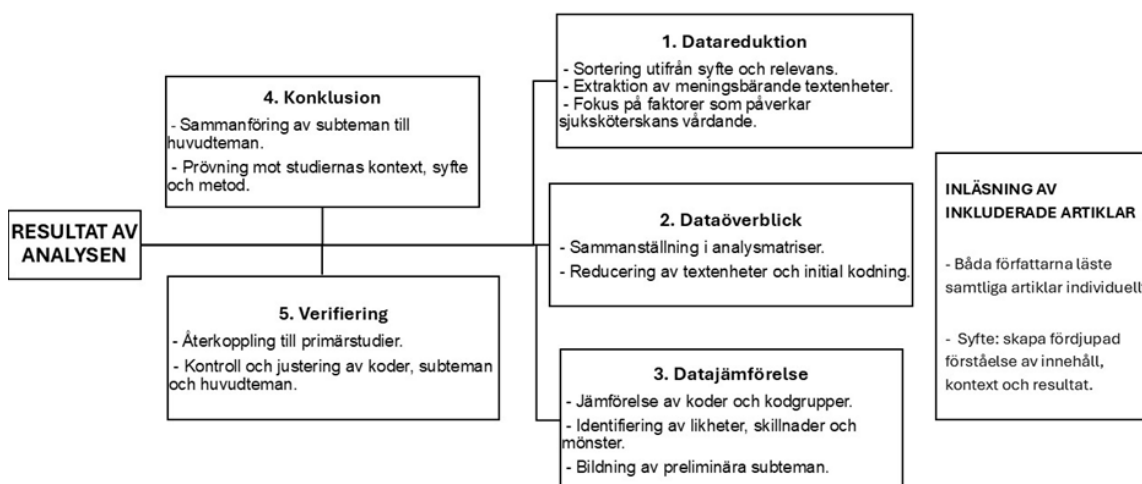 1. Datareduktion
- Sortering utifrån syfte och relevans.
- Extraktion av meningsbärande textenheter.
- Fokus på faktorer som påverkar
sjuksköterskans vårdande.
4. Konklusion
- Sammanföring av subteman till
huvudteman.
- Prövning mot studiernas kontext, syfte
och metod.
RESULTAT AV
ANALYSEN
2. Dataöverblick
- Sammanställning i analysmatriser.
- Reducering av textenheter och initial kodning.
INLÄSNING AV
INKLUDERADE ARTIKLAR
- Båda författarna läste
samtliga artiklar individuellt
- Syfte: skapa fördjupad
förståelse av innehåll,
kontext och resultat.
5. Verifiering
- Återkoppling till primärstudier.
- Kontroll och justering av koder, subteman
och huvudteman.
3. Datajämförelse
- Jämförelse av koder och kodgrupper.
- Identifiering av likheter, skillnader och
mönster.
- Bildning av preliminära subteman.